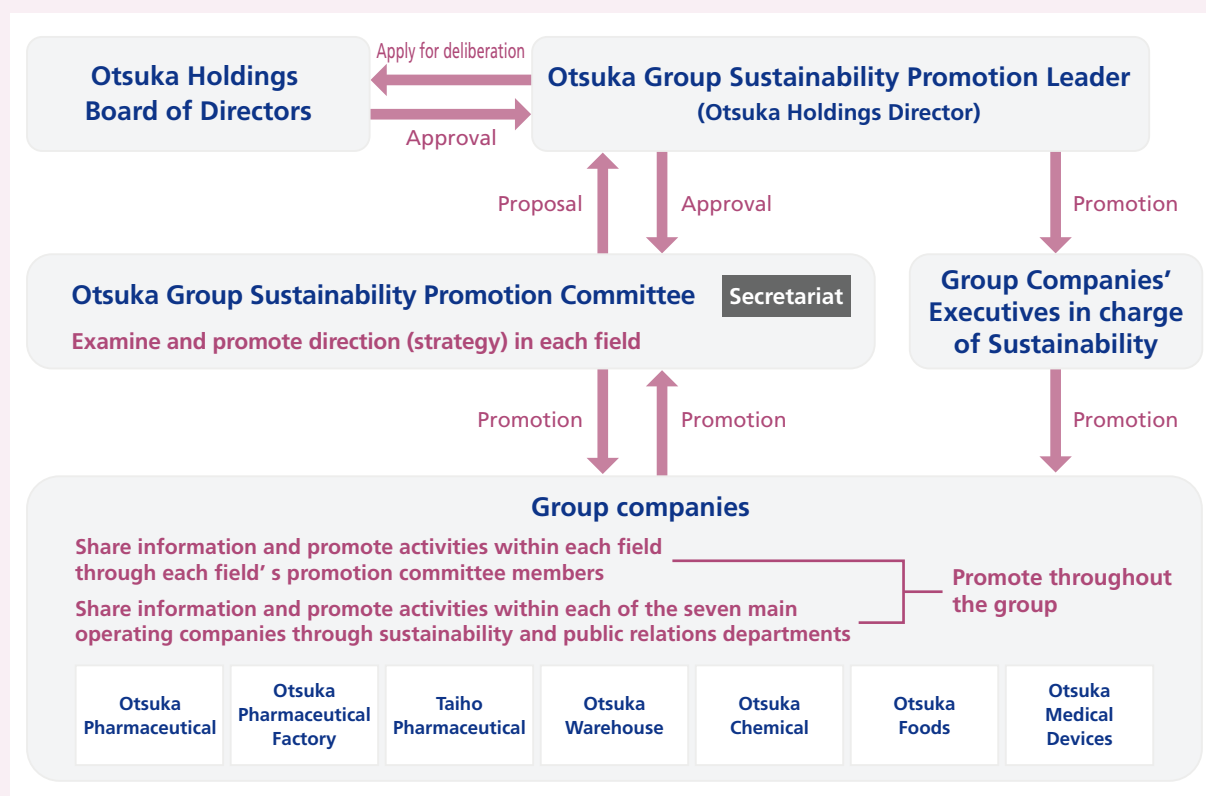 Otsuka Holdings
Board of Directors
Apply for deliberation
Approval
Otsuka Group Sustainability Promotion Leader
(Otsuka Holdings Director)
Proposal
Approval
Promotion
Otsuka Group Sustainability Promotion Committee
Secretariat
Examine and promote direction (strategy) in each field
Group Companies’
Executives in charge
of Sustainability
Promotion
Promotion
Promotion
Group companies
Share information and promote activities within each field
through each field’ s promotion committee members
Share information and promote activities within each of the seven main
operating companies through sustainability and public relations departments
Promote throughout
the group
Otsuka
Pharmaceutical
Otsuka
Pharmaceutical
Factory
Taiho
Pharmaceutical
Otsuka
Warehouse
Otsuka
Chemical
Otsuka
Foods
Otsuka
Medical
Devices